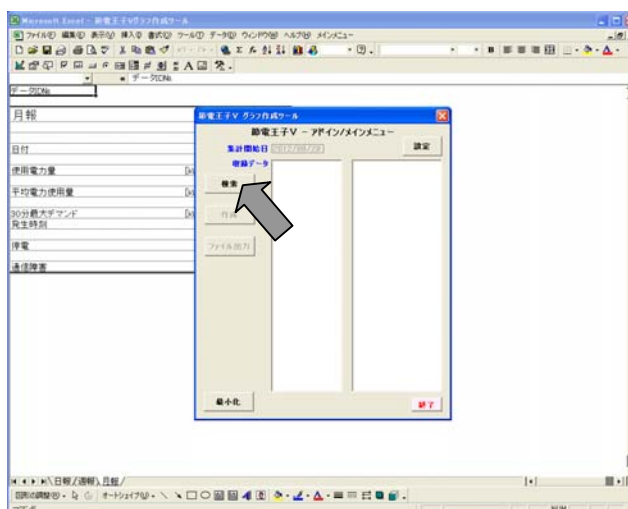 Microsoft Excel - 節電王子Vグラフ作成ツール
ファイル(F) 編集(E) 表示(V) 挿入(I) 書式(O) ツール(T) データ(D) ウィンドウ(W) ヘルプ(H) メインメニュー
データIDNo
データIDNo
月報
日付
使用電力量
平均電力使用量
30分最大デマンド
発生時刻
停電
通信障害
節電王子V グラフ作成ツール
節電王子V - アドイン/メインメニュー
集計開始日
設定
収録データ
検索
作成
ファイル出力
最小化
終了
日報/週報/月報/
図形の調整(R) オートシェイプ(U)